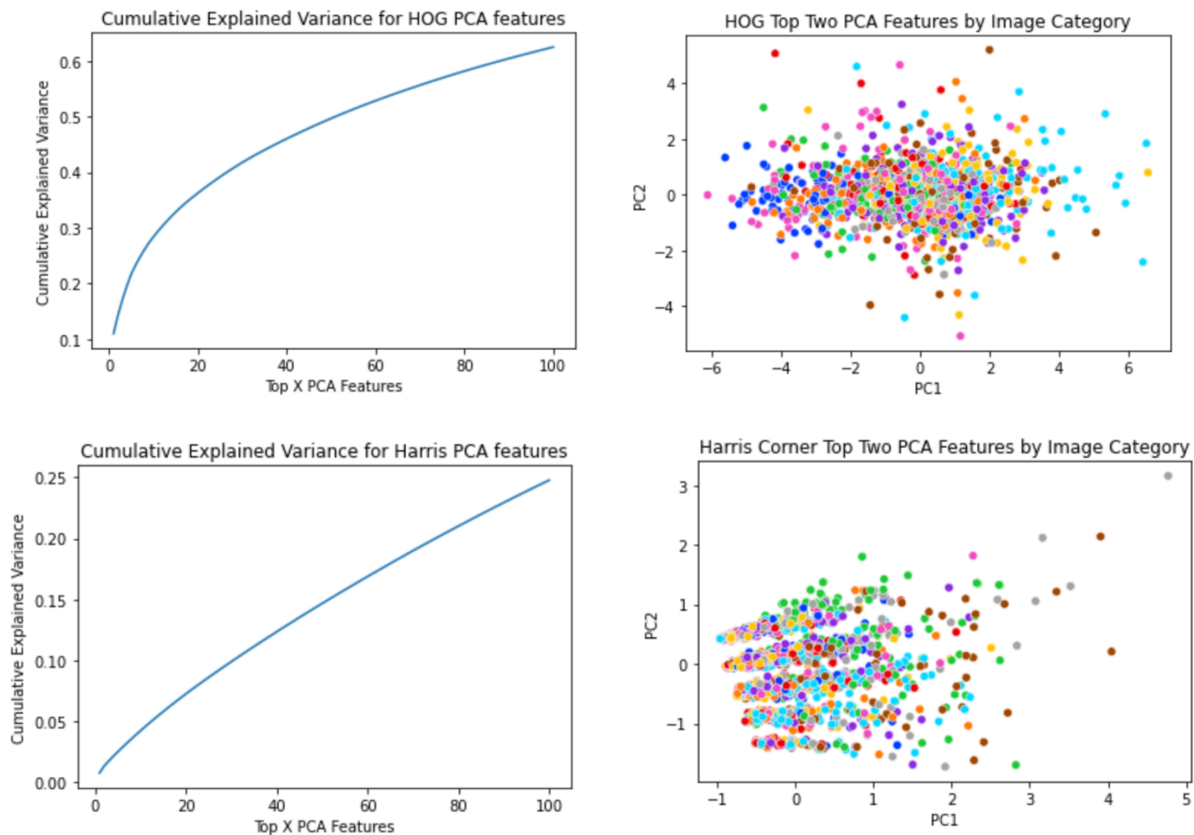 Cumulative Explained Variance for HOG PCA features
Cumulative Explained Variance
0.6
0.5
0.4
0.3
0.2
0.1
0 20 40 60 80 100
Top X PCA Features
HOG Top Two PCA Features by Image Category
PC2
4
2
0
−2
−4
−6 −4 −2 0 2 4 6
PC1
Cumulative Explained Variance for Harris PCA features
Cumulative Explained Variance
0.25
0.20
0.15
0.10
0.05
0.00
0 20 40 60 80 100
Top X PCA Features
Harris Corner Top Two PCA Features by Image Category
PC2
3
2
1
0
−1
−1 0 1 2 3 4 5
PC1